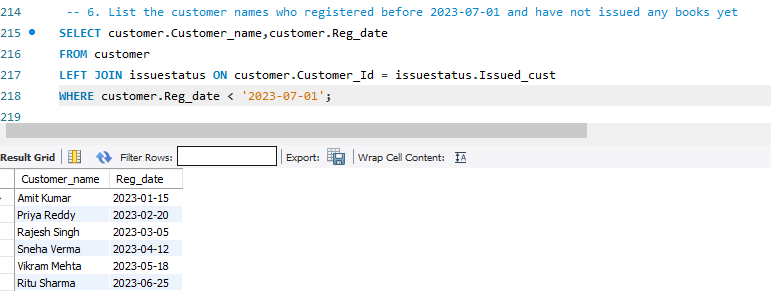 214 -- 6. List the customer names who registered before 2023-07-01 and have not issued any books yet
215 SELECT customer.Customer_name,customer.Reg_date
216 FROM customer
217 LEFT JOIN issuestatus ON customer.Customer_Id = issuestatus.Issued_cust
218 WHERE customer.Reg_date < '2023-07-01';
219
Result Grid Filter Rows: Export: Wrap Cell Content:
Customer_name Reg_date
Amit Kumar 2023-01-15
Priya Reddy 2023-02-20
Rajesh Singh 2023-03-05
Sneha Verma 2023-04-12
Vikram Mehta 2023-05-18
Ritu Sharma 2023-06-25